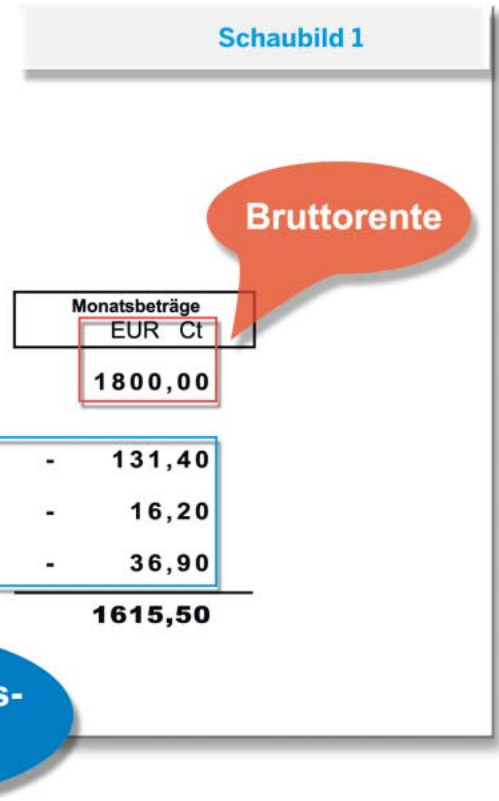 Schaubild 1
Bruttorente
Monatsbeträge
EUR Ct
1800,00
- 131,40
- 16,20
- 36,90
1615,50
s-